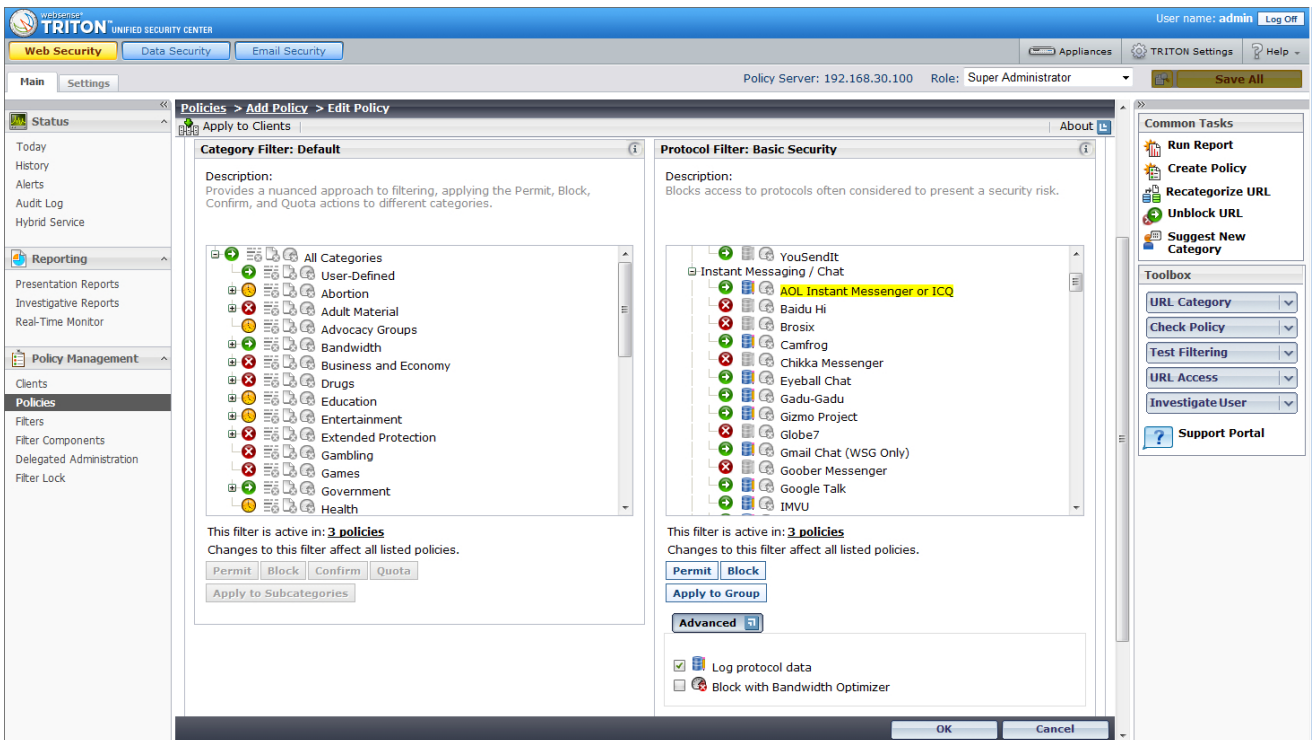 websense®
TRITON™ UNIFIED SECURITY CENTER
User name: admin Log Off
Web Security Data Security Email Security Appliances TRITON Settings Help
Main Settings Policy Server: 192.168.30.100 Role: Super Administrator Save All
Status
Today
History
Alerts
Audit Log
Hybrid Service
Reporting
Presentation Reports
Investigative Reports
Real-Time Monitor
Policy Management
Clients
Policies
Filters
Filter Components
Delegated Administration
Filter Lock
Policies > Add Policy > Edit Policy
Apply to Clients About
Category Filter: Default
Description:
Provides a nuanced approach to filtering, applying the Permit, Block,
Confirm, and Quota actions to different categories.
All Categories
User-Defined
Abortion
Adult Material
Advocacy Groups
Bandwidth
Business and Economy
Drugs
Education
Entertainment
Extended Protection
Gambling
Games
Government
Health
This filter is active in: 3 policies
Changes to this filter affect all listed policies.
Permit Block Confirm Quota
Apply to Subcategories
Protocol Filter: Basic Security
Description:
Blocks access to protocols often considered to present a security risk.
YouSendIt
Instant Messaging / Chat
AOL Instant Messenger or ICQ
Baidu Hi
Brosix
Camfrog
Chikka Messenger
Eyeball Chat
Gadu-Gadu
Gizmo Project
Globe7
Gmail Chat (WSG Only)
Goober Messenger
Google Talk
IMVU
This filter is active in: 3 policies
Changes to this filter affect all listed policies.
Permit Block
Apply to Group
Advanced
Log protocol data
Block with Bandwidth Optimizer
OK Cancel
Common Tasks
Run Report
Create Policy
Recategorize URL
Unblock URL
Suggest New
Category
Toolbox
URL Category
Check Policy
Test Filtering
URL Access
Investigate User
Support Portal